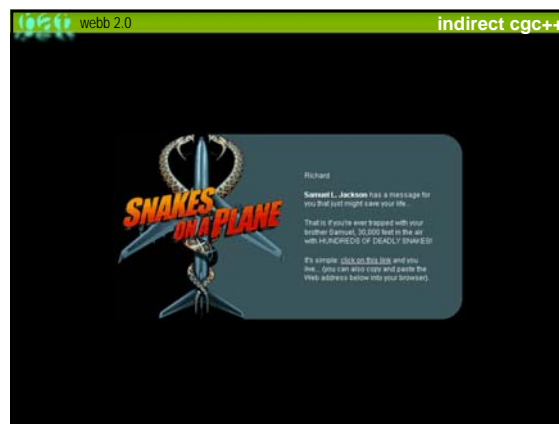 webb 2.0
indirect cgc++
SNAKES
ON A PLANE
Richard
Samuel L. Jackson has a message for
you that just might save your life...
That is if you're ever trapped with your
brother Samuel, 30,000 feet in the air
with HUNDREDS OF DEADLY SNAKES!
It's simple: click on this link and you
live... (you can also copy and paste the
Web address below into your browser).